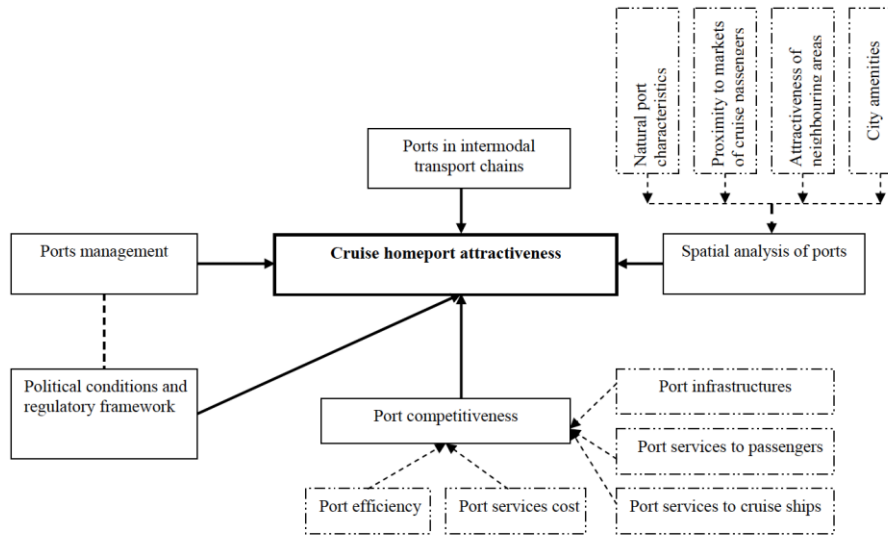 Natural port
characteristics
Proximity to markets
of cruise passengers
Attractiveness of
neighbouring areas
City amenities
Ports in intermodal
transport chains
Ports management
Cruise homeport attractiveness
Spatial analysis of ports
Political conditions and
regulatory framework
Port competitiveness
Port infrastructures
Port services to passengers
Port efficiency
Port services cost
Port services to cruise ships